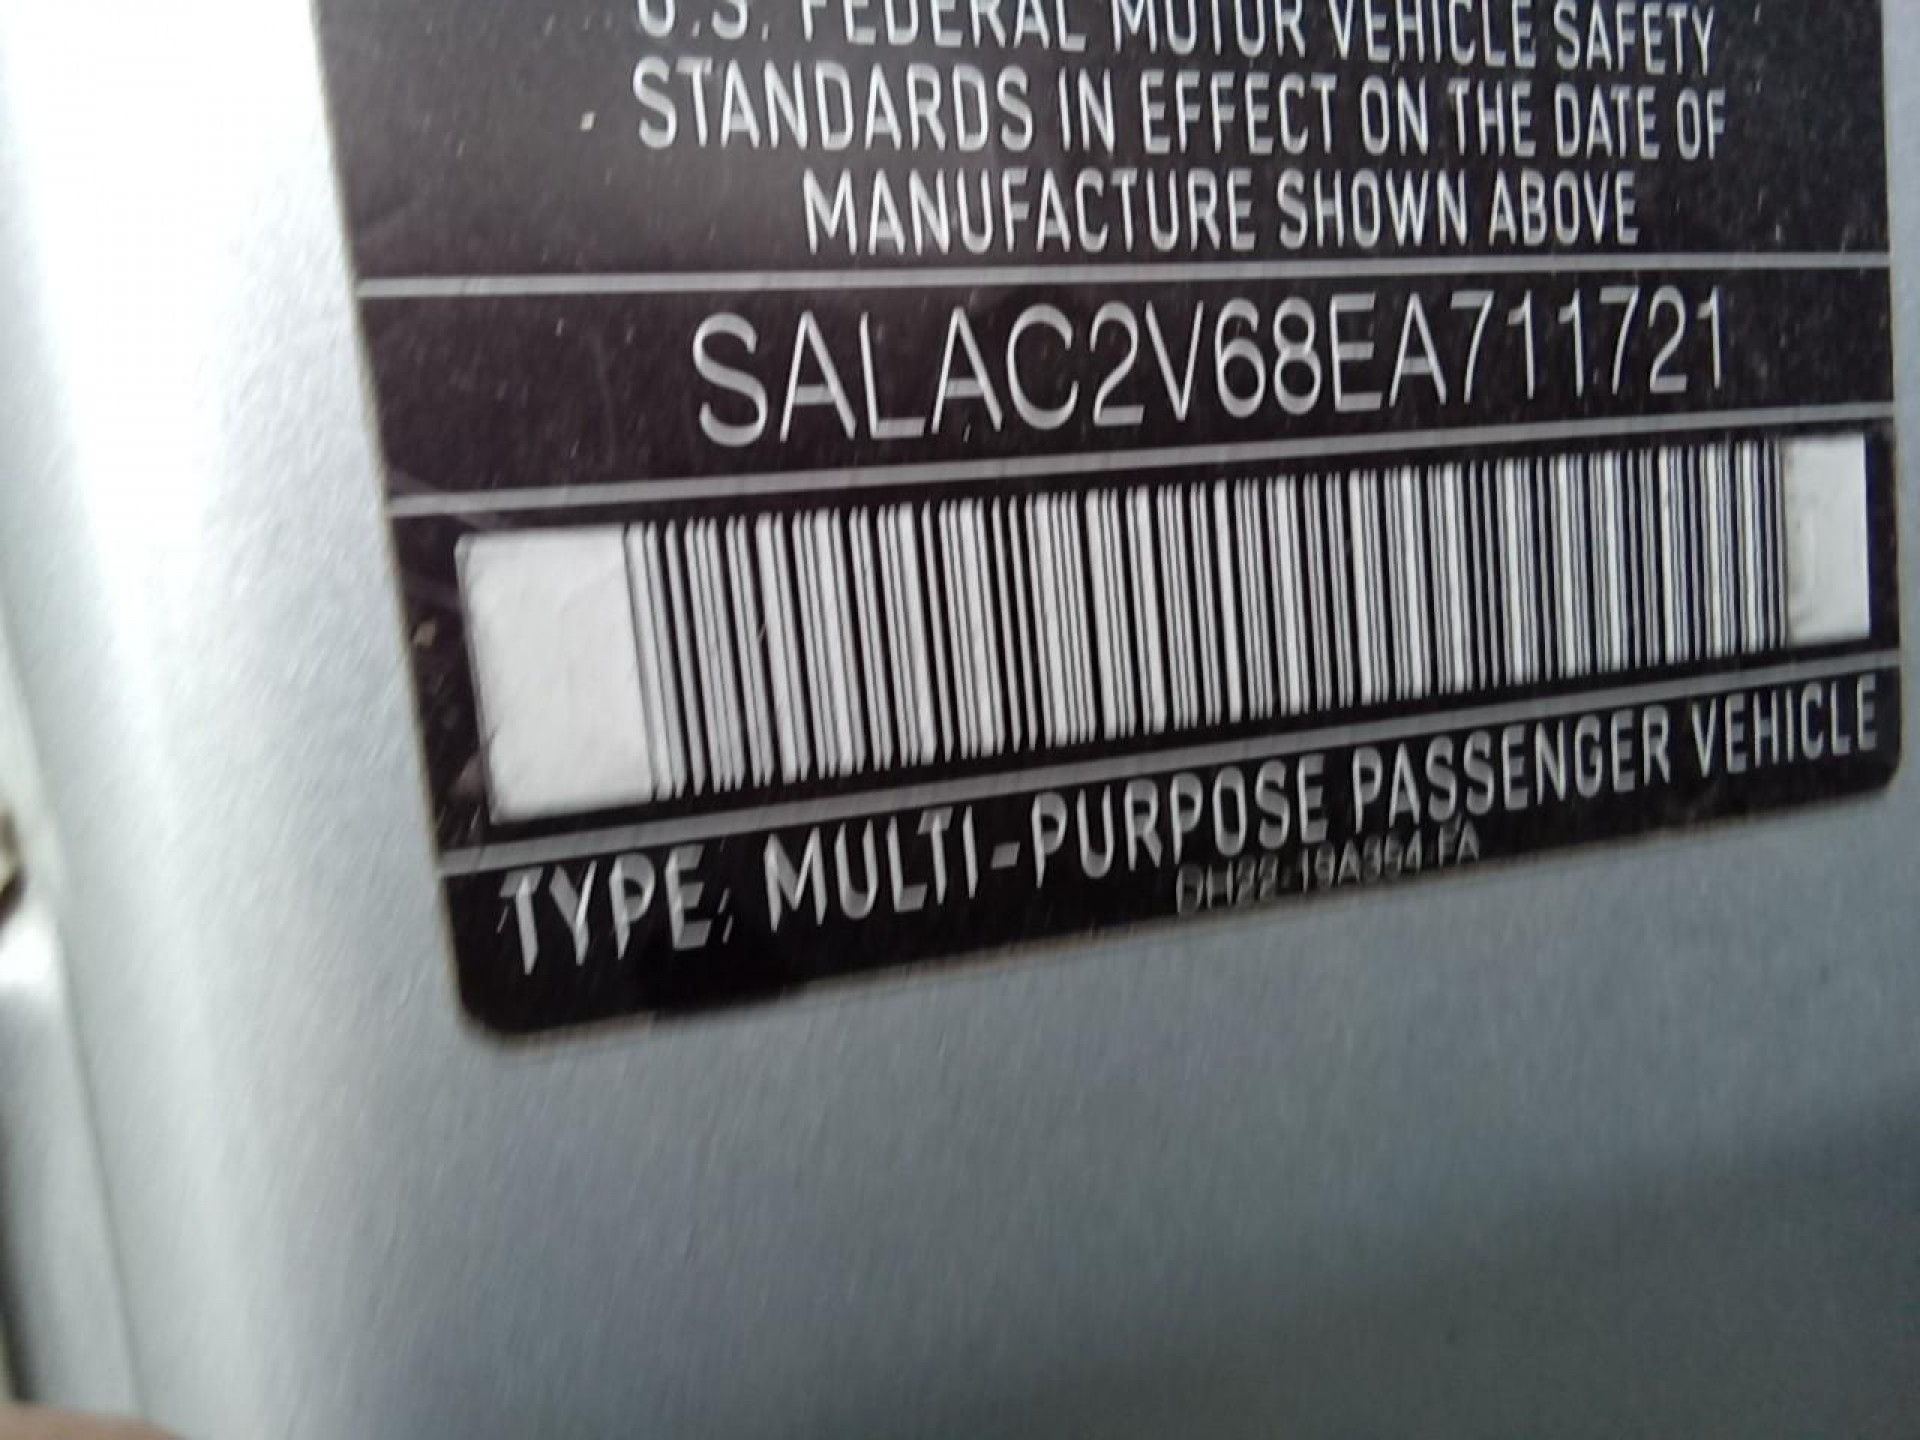 U.S. FEDERAL MOTOR VEHICLE SAFETY
STANDARDS IN EFFECT ON THE DATE OF
MANUFACTURE SHOWN ABOVE
SALAC2V68EA711721
TYPE: MULTI-PURPOSE PASSENGER VEHICLE